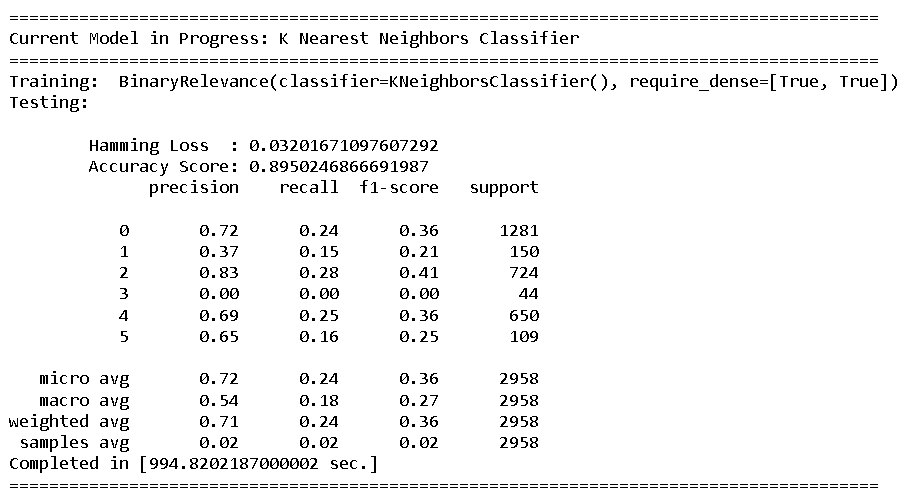 =======================================================================================
Current Model in Progress: K Nearest Neighbors Classifier
=======================================================================================
Training:  BinaryRelevance(classifier=KNeighborsClassifier(), require_dense=[True, True])
Testing:
Hamming Loss  : 0.03201671097607292
Accuracy Score: 0.8950246866691987
precision    recall  f1-score   support
0       0.72      0.24      0.36      1281
1       0.37      0.15      0.21       150
2       0.83      0.28      0.41       724
3       0.00      0.00      0.00        44
4       0.69      0.25      0.36       650
5       0.65      0.16      0.25       109
micro avg       0.72      0.24      0.36      2958
macro avg       0.54      0.18      0.27      2958
weighted avg       0.71      0.24      0.36      2958
samples avg       0.02      0.02      0.02      2958
Completed in [994.8202187000002 sec.]
=======================================================================================